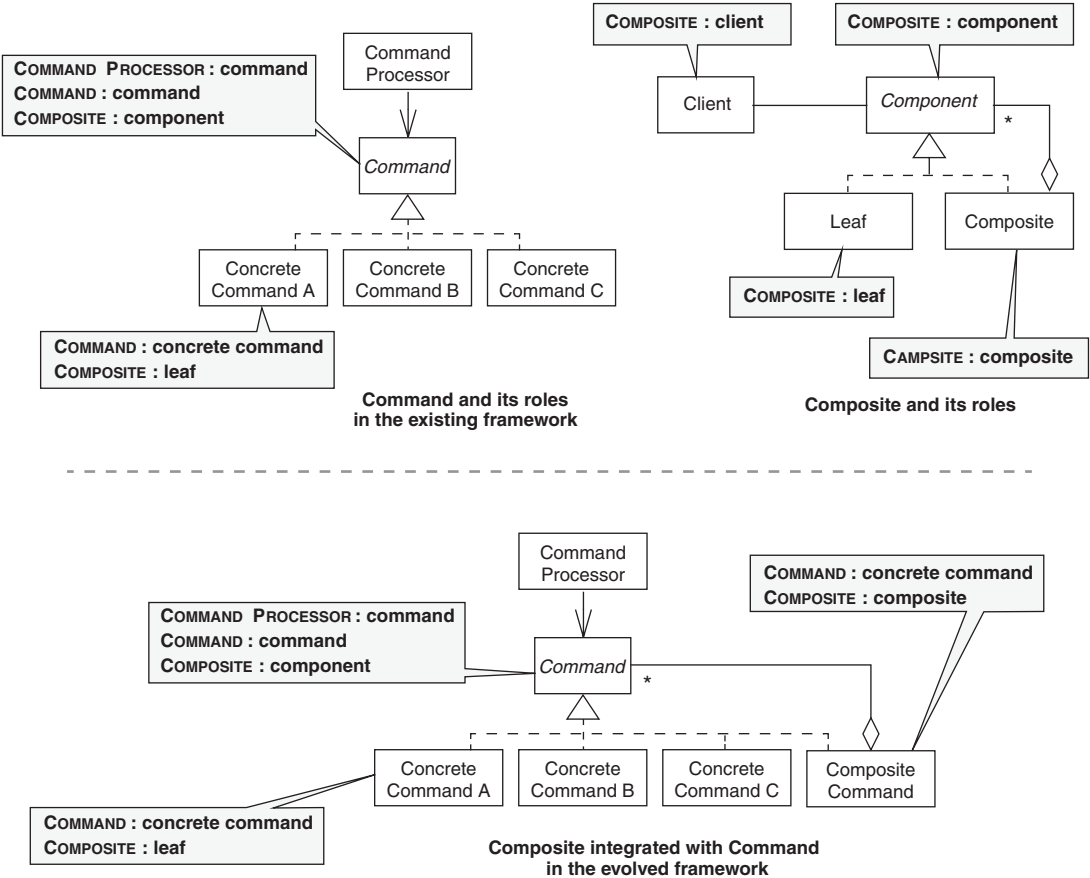 COMPOSITE : client
COMPOSITE : component
Command
Processor
COMMAND PROCESSOR : command
COMMAND : command
COMPOSITE : component
Client
Component
*
Command
Leaf
Composite
Concrete
Command A
Concrete
Command B
Concrete
Command C
COMPOSITE : leaf
COMMAND : concrete command
COMPOSITE : leaf
CAMPSITE : composite
Command and its roles
in the existing framework
Composite and its roles
Command
Processor
COMMAND : concrete command
COMPOSITE : composite
COMMAND PROCESSOR : command
COMMAND : command
COMPOSITE : component
Command
*
Concrete
Command A
Concrete
Command B
Concrete
Command C
Composite
Command
COMMAND : concrete command
COMPOSITE : leaf
Composite integrated with Command
in the evolved framework